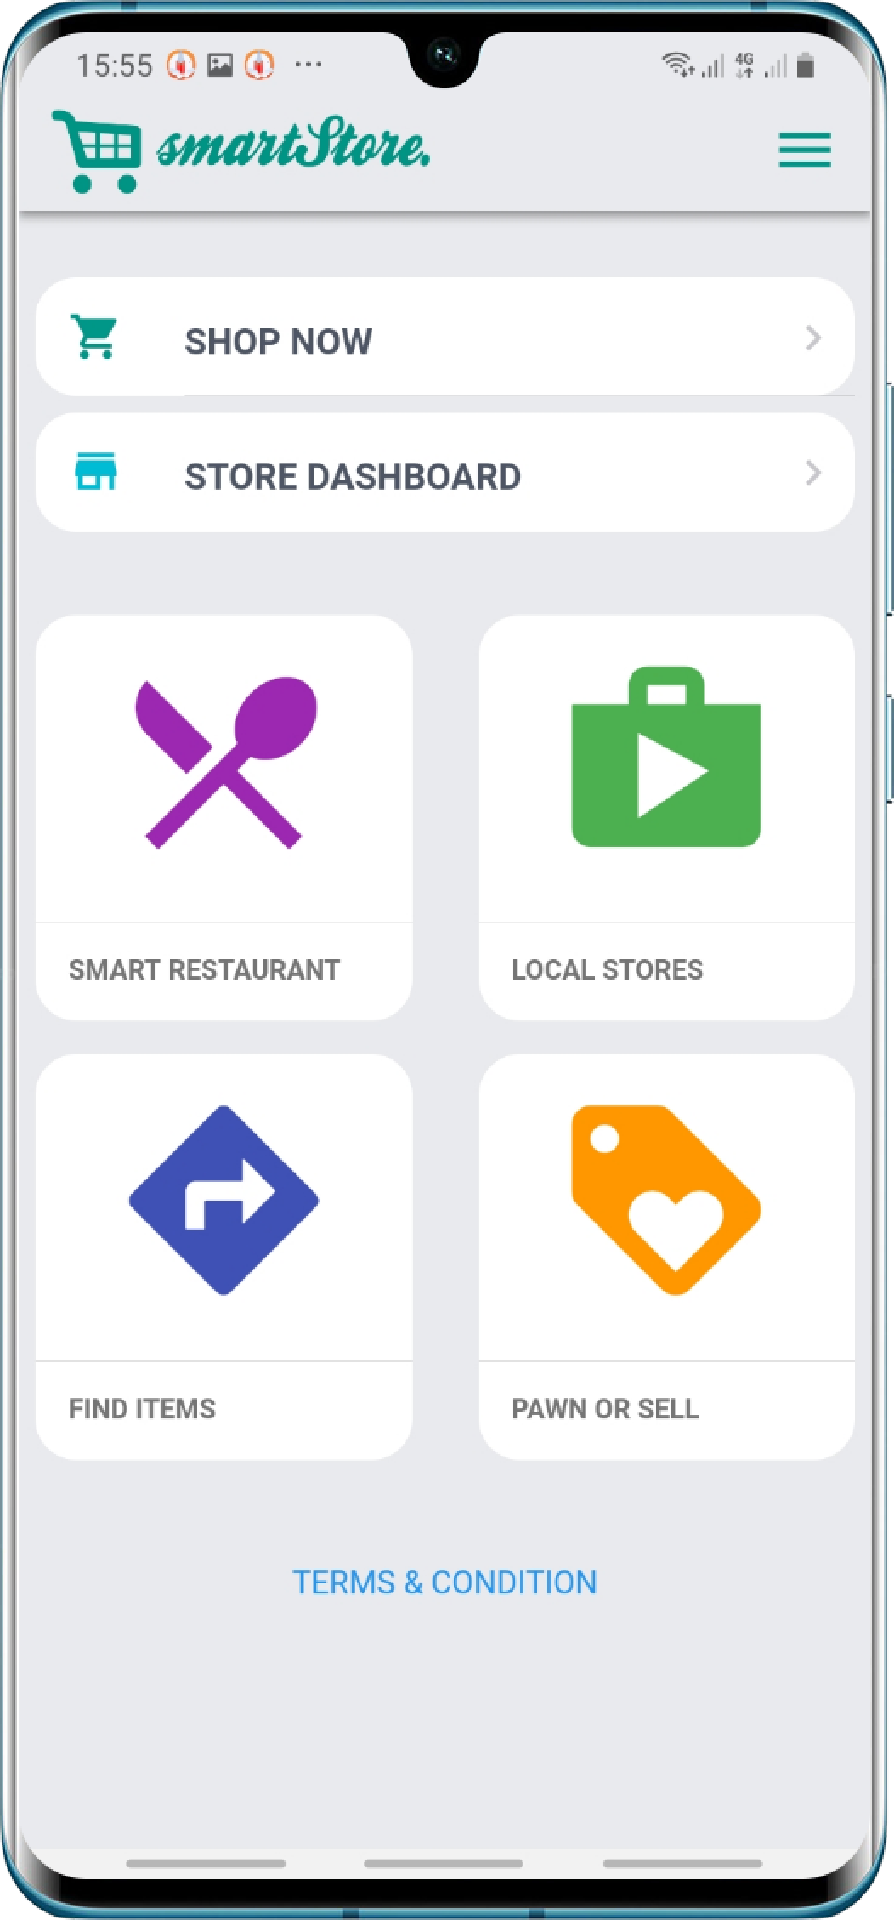 15:55
4G
smartStore.
SHOP NOW
STORE DASHBOARD
SMART RESTAURANT
LOCAL STORES
FIND ITEMS
PAWN OR SELL
TERMS & CONDITION